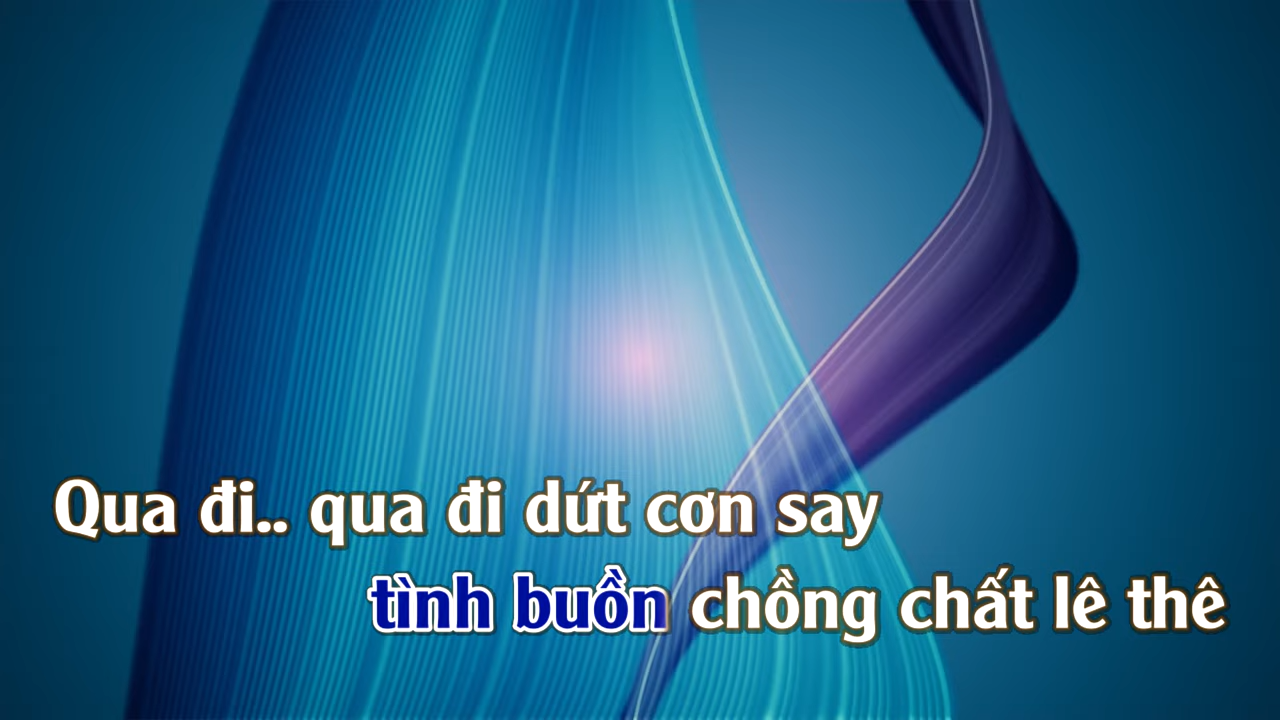 Qua đi.. qua đi dứt cơn say
tình buồn chồng chất lê thê